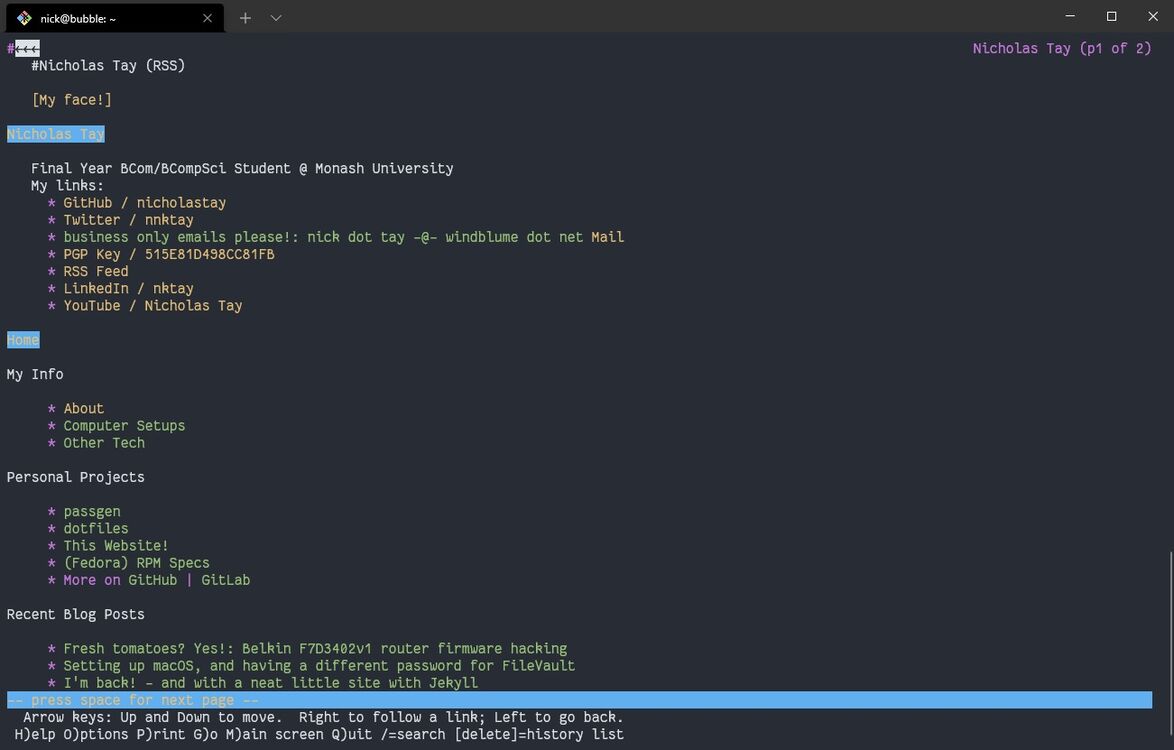 nick@bubble: ~
#<<< Nicholas Tay (p1 of 2)
#Nicholas Tay (RSS)
[My face!]
Nicholas Tay
Final Year BCom/BCompSci Student @ Monash University
My links:
* GitHub / nicholastay
* Twitter / nnktay
* business only emails please!: nick dot tay -@- windblume dot net Mail
* PGP Key / 515E81D498CC81FB
* RSS Feed
* LinkedIn / nktay
* YouTube / Nicholas Tay
Home
My Info
* About
* Computer Setups
* Other Tech
Personal Projects
* passgen
* dotfiles
* This Website!
* (Fedora) RPM Specs
* More on GitHub | GitLab
Recent Blog Posts
* Fresh tomatoes? Yes!: Belkin F7D3402v1 router firmware hacking
* Setting up macOS, and having a different password for FileVault
* I'm back! - and with a neat little site with Jekyll
-- press space for next page --
Arrow keys: Up and Down to move. Right to follow a link; Left to go back.
H)elp O)ptions P)rint G)o M)ain screen Q)uit /=search [delete]=history list